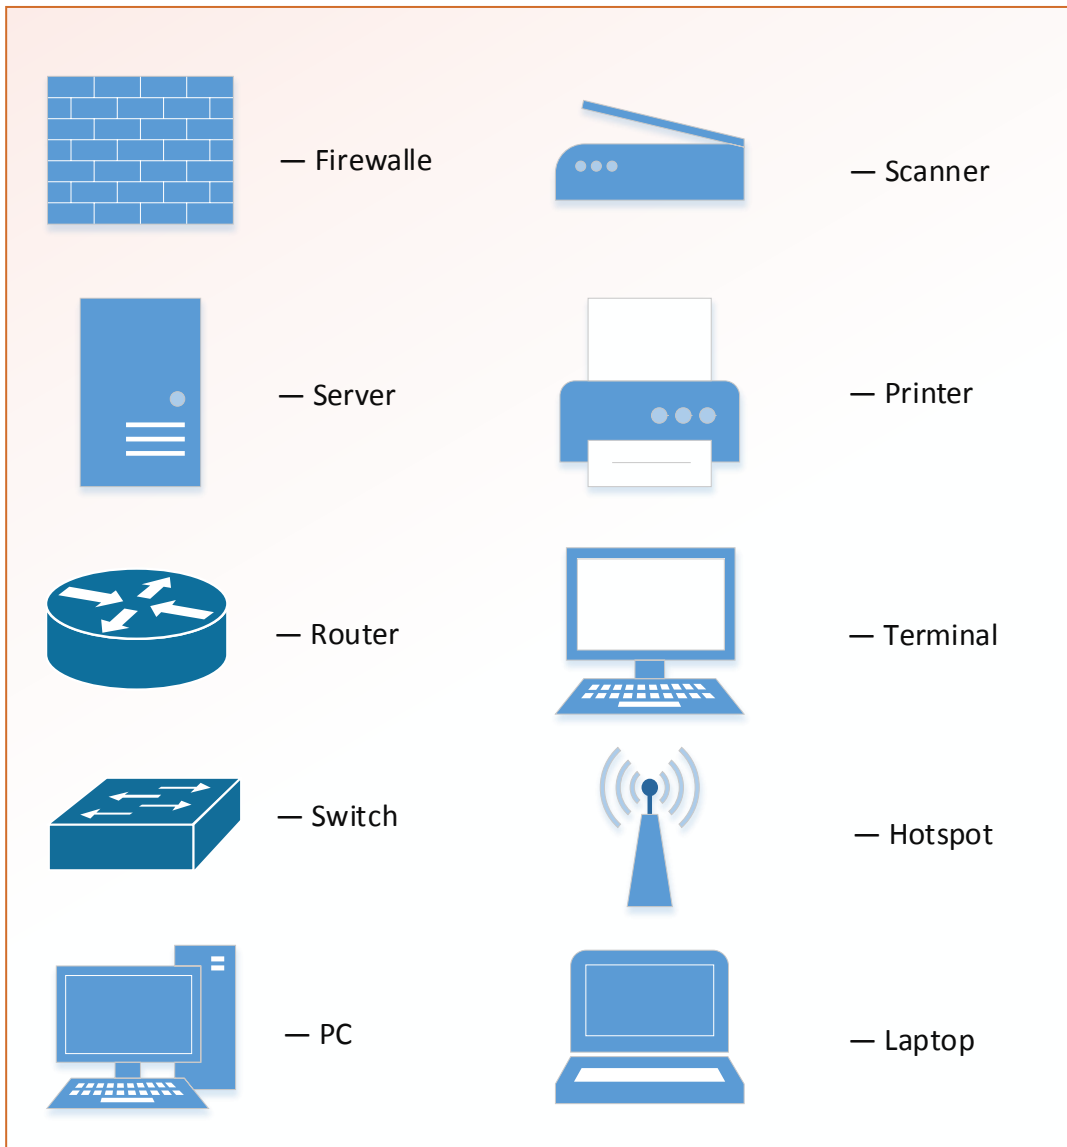 — Firewalle
— Scanner
— Server
— Printer
— Router
— Terminal
— Switch
— Hotspot
— PC
— Laptop